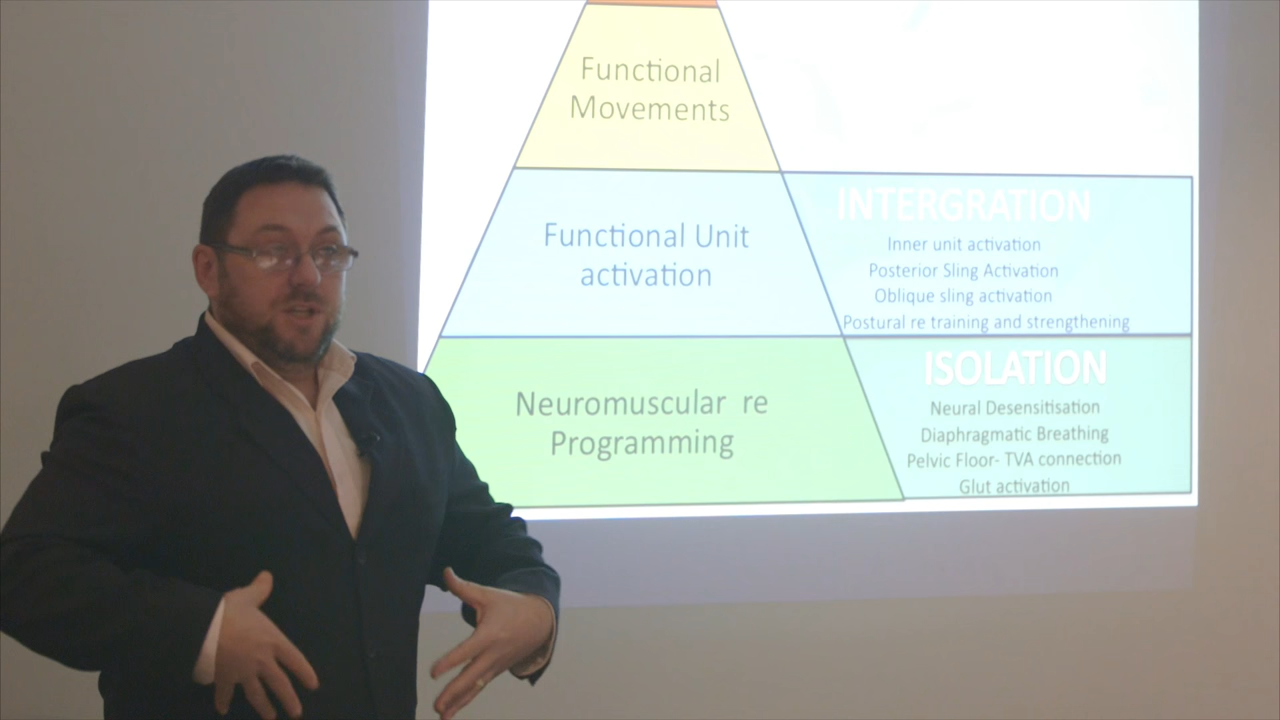 Functional
Movements
Functional Unit
activation
INTERGRATION
Inner unit activation
Posterior Sling Activation
Oblique sling activation
Postural re training and strengthening
Neuromuscular re
Programming
ISOLATION
Neural Desensitisation
Diaphragmatic Breathing
Pelvic Floor- TVA connection
Glut activation